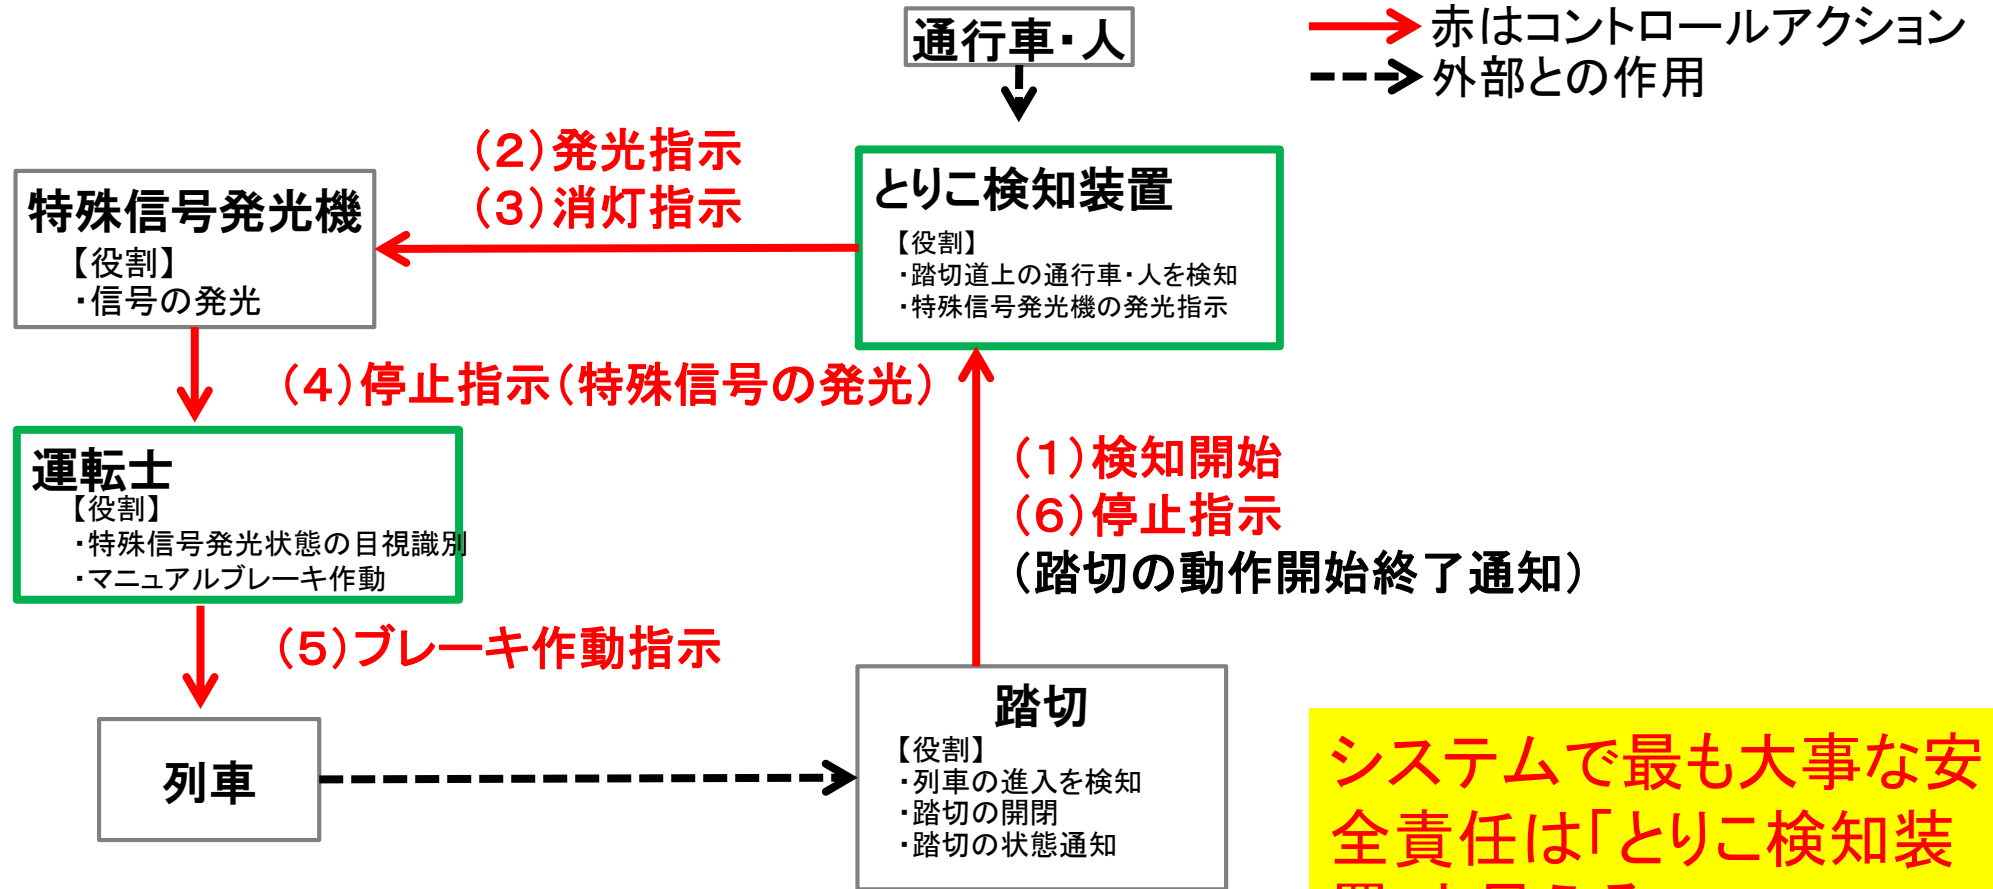 通行車・人
赤はコントロールアクション
外部との作用
(2)発光指示
(3)消灯指示
とりこ検知装置
【役割】
・踏切道上の通行車・人を検知
・特殊信号発光機の発光指示
特殊信号発光機
【役割】
・信号の発光
(4)停止指示(特殊信号の発光)
運転士
【役割】
・特殊信号発光状態の目視識別
・マニュアルブレーキ作動
(1)検知開始
(6)停止指示
(踏切の動作開始終了通知)
(5)ブレーキ作動指示
列車
踏切
【役割】
・列車の進入を検知
・踏切の開閉
・踏切の状態通知
システムで最も大事な安
全責任は「とりこ検知装